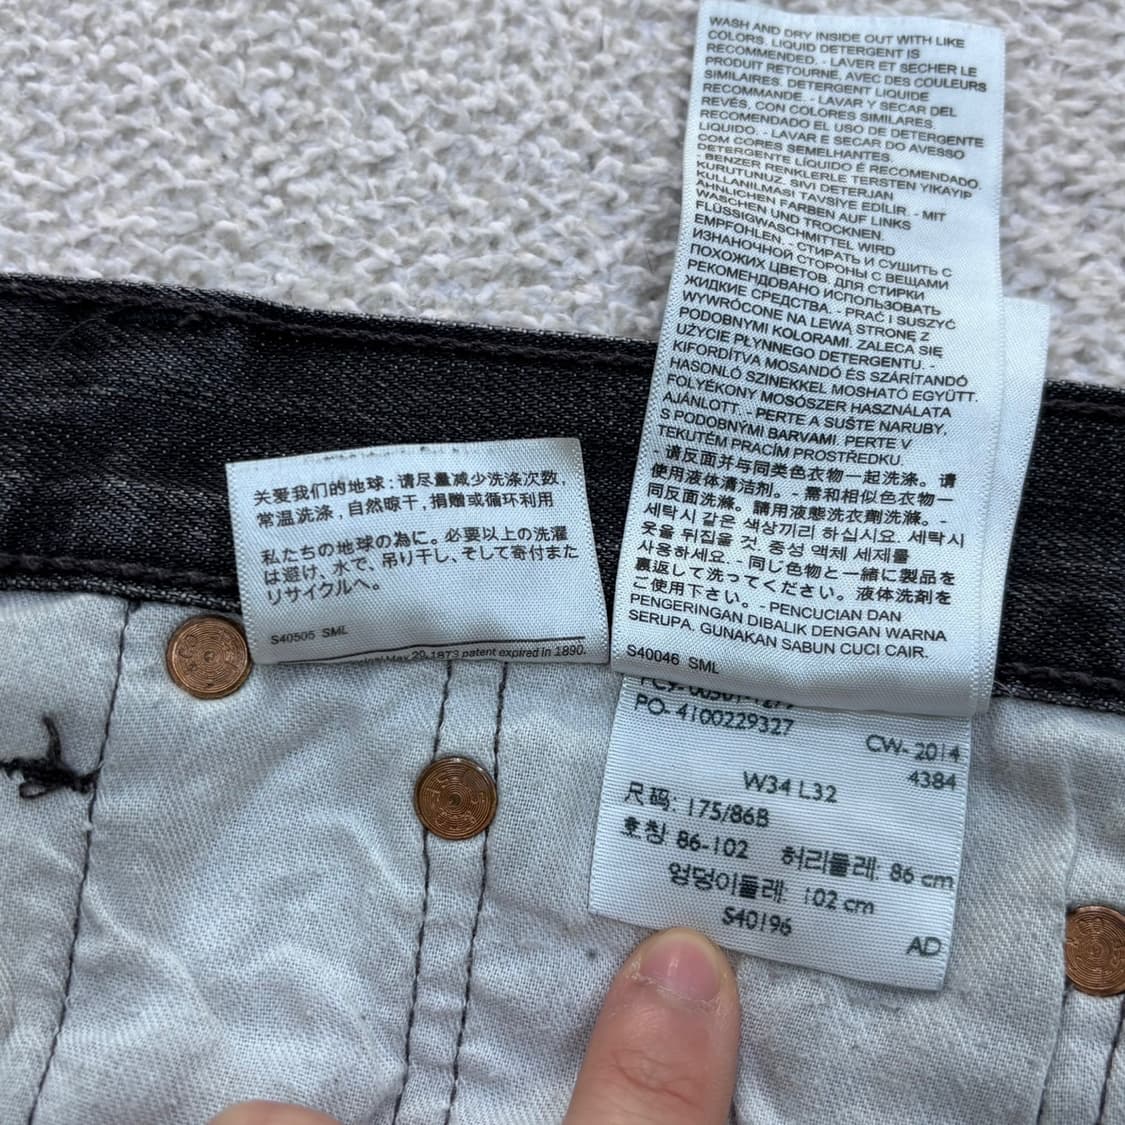 WASH AND DRY INSIDE OUT WITH LIKE
COLORS. LIQUID DETERGENT IS
RECOMMENDED. - LAVER ET SECHER LE
PRODUIT RETOURNE, AVEC DES COULEURS
SIMILAIRES. DETERGENT LIQUIDE
RECOMMANDE. - LAVAR Y SECAR DEL
REVÉS, CON COLORES SIMILARES.
RECOMENDADO EL USO DE DETERGENTE
LÍQUIDO. - LAVAR E SECAR DO AVESSO
COM CORES SEMELHANTES.
DETERGENTE LÍQUIDO É RECOMENDADO.
- BENZER RENKLERLE TERSTEN YIKAYIP
KURUTUNUZ. SIVI DETERJAN
KULLANILMASI TAVSİYE EDİLİR. - MIT
ÄHNLICHEN FARBEN AUF LINKS
WASCHEN UND TROCKNEN.
FLÜSSIGWASCHMITTEL WIRD
EMPFOHLEN. - СТИРАТЬ И СУШИТЬ С
ИЗНАНОЧНОЙ СТОРОНЫ С ВЕЩАМИ
ПОХОЖИХ ЦВЕТОВ. ДЛЯ СТИРКИ
РЕКОМЕНДОВАНО ИСПОЛЬЗОВАТЬ
ЖИДКИЕ СРЕДСТВА. - PRAĆ I SUSZYĆ
WYWRÓCONE NA LEWĄ STRONĘ Z
PODOBNYMI KOLORAMI. ZALECA SIĘ
UŻYCIE PŁYNNEGO DETERGENTU. -
KIFORDÍTVA MOSANDÓ ÉS SZÁRÍTANDÓ
HASONLÓ SZINEKKEL MOSHATÓ EGYÜTT.
FOLYÉKONY MOSÓSZER HASZNÁLATA
AJÁNLOTT. - PERTE A SUŠTE NARUBY,
S PODOBNÝMI BARVAMI. PERTE V
TEKUTÉM PRACÍM PROSTŘEDKU.
- 请反面并与同类色衣物一起洗涤。请
使用液体清洁剂。- 需和相似色衣物一
同反面洗滌。請用液態洗衣劑洗滌。-
세탁시 같은 색상끼리 하십시요. 세탁시
옷을 뒤집을 것, 중성 액체 세제를
사용하세요. - 同じ色物と一緒に製品を
裏返して洗ってください。液体洗剤を
ご使用下さい。- PENCUCIAN DAN
PENGERINGAN DIBALIK DENGAN WARNA
SERUPA. GUNAKAN SABUN CUCI CAIR.
S40046 SML
关爱我们的地球：请尽量减少洗涤次数，
常温洗涤，自然晾干，捐赠或循环利用
私たちの地球の為に。必要以上の洗濯
は避け、水で、吊り干し、そして寄付また
はリサイクルへ。
S40505 SML
May 20, 1873 patent expired in 1890.
PO- 4100229327
CW- 2014
4384
W34 L32
尺码: 175/86B
호칭 86-102 허리둘레: 86 cm
엉덩이둘레: 102 cm
S40196
AD